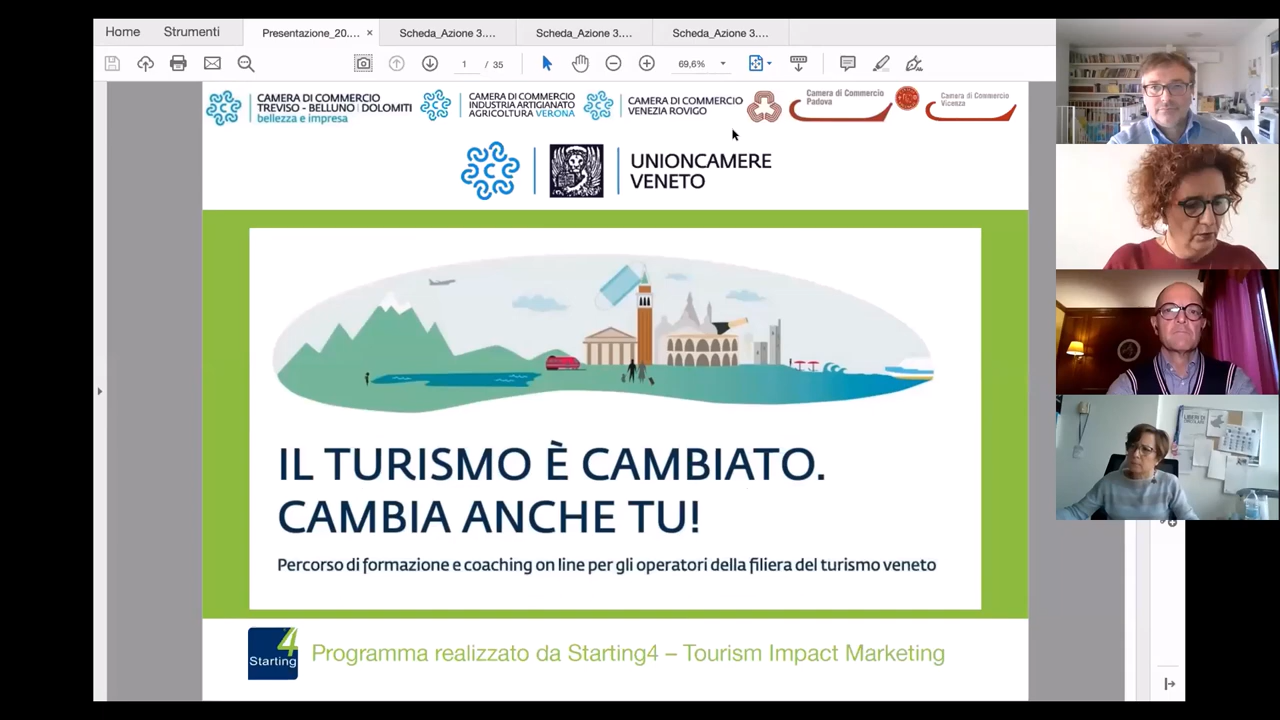 Home
Strumenti
Presentazione_20....
×
Scheda_Azione 3....
Scheda_Azione 3....
Scheda_Azione 3....
1 / 35
69,6%
CAMERA DI COMMERCIO
TREVISO - BELLUNO | DOLOMITI
bellezza e impresa
CAMERA DI COMMERCIO
INDUSTRIA ARTIGIANATO
AGRICOLTURA VERONA
CAMERA DI COMMERCIO
VENEZIA ROVIGO
Camera di Commercio
Padova
Camera di Commercio
Vicenza
UNIONCAMERE
VENETO
IL TURISMO È CAMBIATO.
CAMBIA ANCHE TU!
Percorso di formazione e coaching on line per gli operatori della filiera del turismo veneto
4
Starting
Programma realizzato da Starting4 – Tourism Impact Marketing